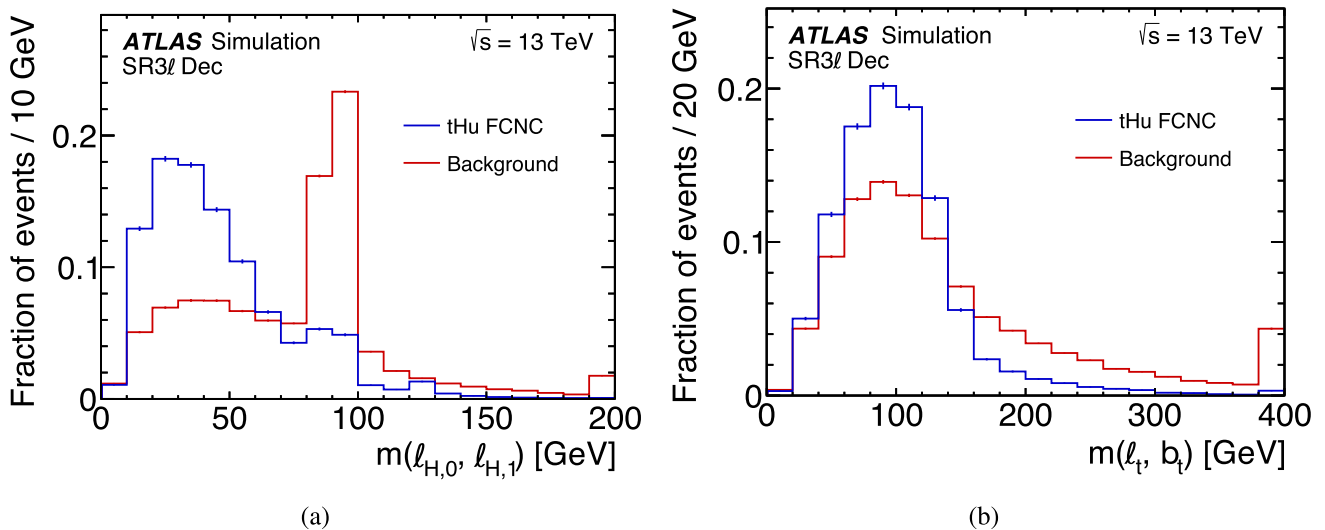 Fraction of events / 10 GeV
ATLAS Simulation
SR3ℓ Dec
√s = 13 TeV
tHu FCNC
Background
0.2
0.1
0
0 50 100 150 200
m(ℓH,0, ℓH,1) [GeV]
(a)
Fraction of events / 20 GeV
ATLAS Simulation
SR3ℓ Dec
√s = 13 TeV
tHu FCNC
Background
0.2
0.1
0
0 100 200 300 400
m(ℓt, bt) [GeV]
(b)